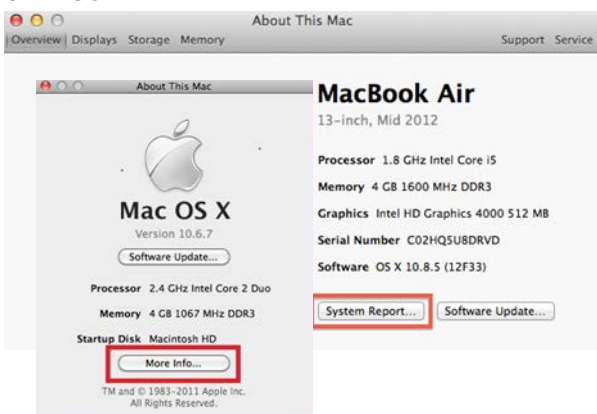 About This Mac
Overview Displays Storage Memory Support Service
About This Mac
Mac OS X
Version 10.6.7
Software Update...
Processor 2.4 GHz Intel Core 2 Duo
Memory 4 GB 1067 MHz DDR3
Startup Disk Macintosh HD
More Info...
TM and © 1983–2011 Apple Inc.
All Rights Reserved.
MacBook Air
13-inch, Mid 2012
Processor 1.8 GHz Intel Core i5
Memory 4 GB 1600 MHz DDR3
Graphics Intel HD Graphics 4000 512 MB
Serial Number C02HQ5U8DRVD
Software OS X 10.8.5 (12F33)
System Report... Software Update...